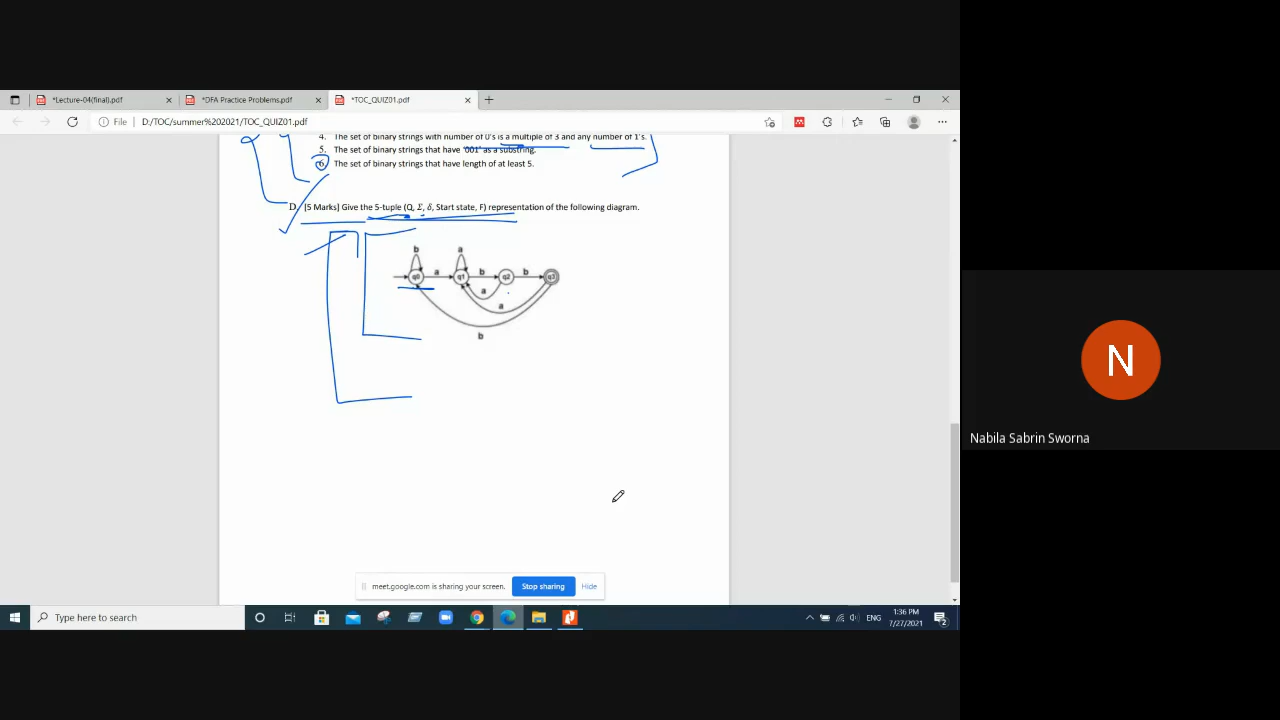 *Lecture-04(final).pdf
*DFA Practice Problems.pdf
*TOC_QUIZ01.pdf
File D:/TOC/summer%202021/TOC_QUIZ01.pdf
4. The set of binary strings with number of 0's is a multiple of 3 and any number of 1's.
5. The set of binary strings that have '001' as a substring.
6. The set of binary strings that have length of at least 5.
D. [5 Marks] Give the 5-tuple (Q, Σ, δ, Start state, F) representation of the following diagram.
b a
q0 a q1 b q2 b q3
a
a
b
N
Nabila Sabrin Sworna
meet.google.com is sharing your screen. Stop sharing Hide
Type here to search
ENG
1:36 PM
7/27/2021
2